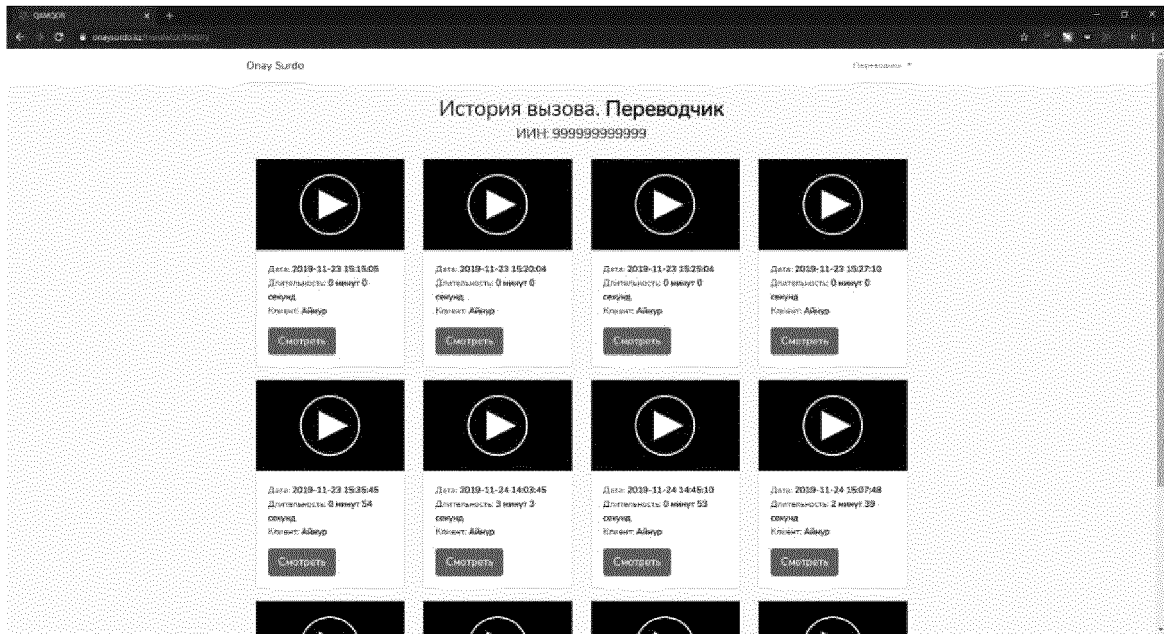 Onay Surdo
Переводчик
История вызова. Переводчик
ИИН: 999999999999
Дата: 2019-11-23 15:15:05
Длительность: 0 минут 0
секунд
Клиент: Айнур
Смотреть
Дата: 2019-11-23 15:20:04
Длительность: 0 минут 0
секунд
Клиент: Айнур
Смотреть
Дата: 2019-11-23 15:25:04
Длительность: 0 минут 0
секунд
Клиент: Айнур
Смотреть
Дата: 2019-11-23 15:27:10
Длительность: 0 минут 0
секунд
Клиент: Айнур
Смотреть
Дата: 2019-11-23 15:35:45
Длительность: 0 минут 54
секунд
Клиент: Айнур
Смотреть
Дата: 2019-11-24 14:03:45
Длительность: 3 минут 3
секунд
Клиент: Айнур
Смотреть
Дата: 2019-11-24 14:45:10
Длительность: 0 минут 53
секунд
Клиент: Айнур
Смотреть
Дата: 2019-11-24 15:07:48
Длительность: 2 минут 39
секунд
Клиент: Айнур
Смотреть